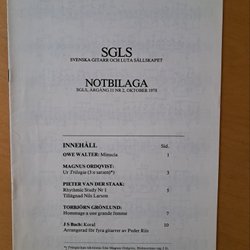 SGLS
SVENSKA GITARR OCH LUTA SÄLLSKAPET
NOTBILAGA
SGLS, ÅRGÅNG 11 NR 2, OKTOBER 1978
INNEHÅLL Sid.
OWE WALTER: Minucia 1
MAGNUS ORDQVIST:
Ur Trilogia (3:e satsen)*) 3
PIETER VAN DER STAAK:
Rhythmic Study Nr 1 5
Tillägnad Nils Larsen
TORBJÖRN GRÖNLUND:
Hommage a une grande femme 7
J S Bach: Koral 10
Arrangerad för fyra gitarrer av Peder Riis